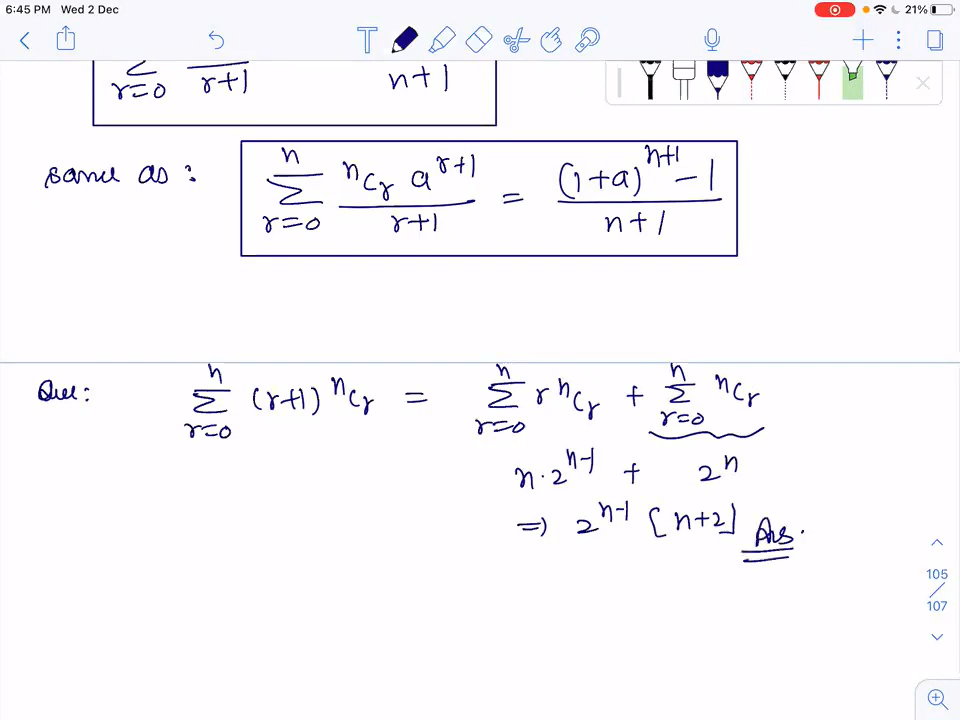 6:45 PM Wed 2 Dec
21%
T
∑ r=0 r+1 n+1
same as : n ∑ r=0 ⁿCᵣ a^(r+1) / r+1 = (1+a)^(n+1) - 1 / n+1
Que: n ∑ r=0 (r+1) ⁿCᵣ = n ∑ r=0 r ⁿCᵣ + n ∑ r=0 ⁿCᵣ
n · 2^(n-1) + 2^n
=> 2^(n-1) [n+2] Ans.
105
107